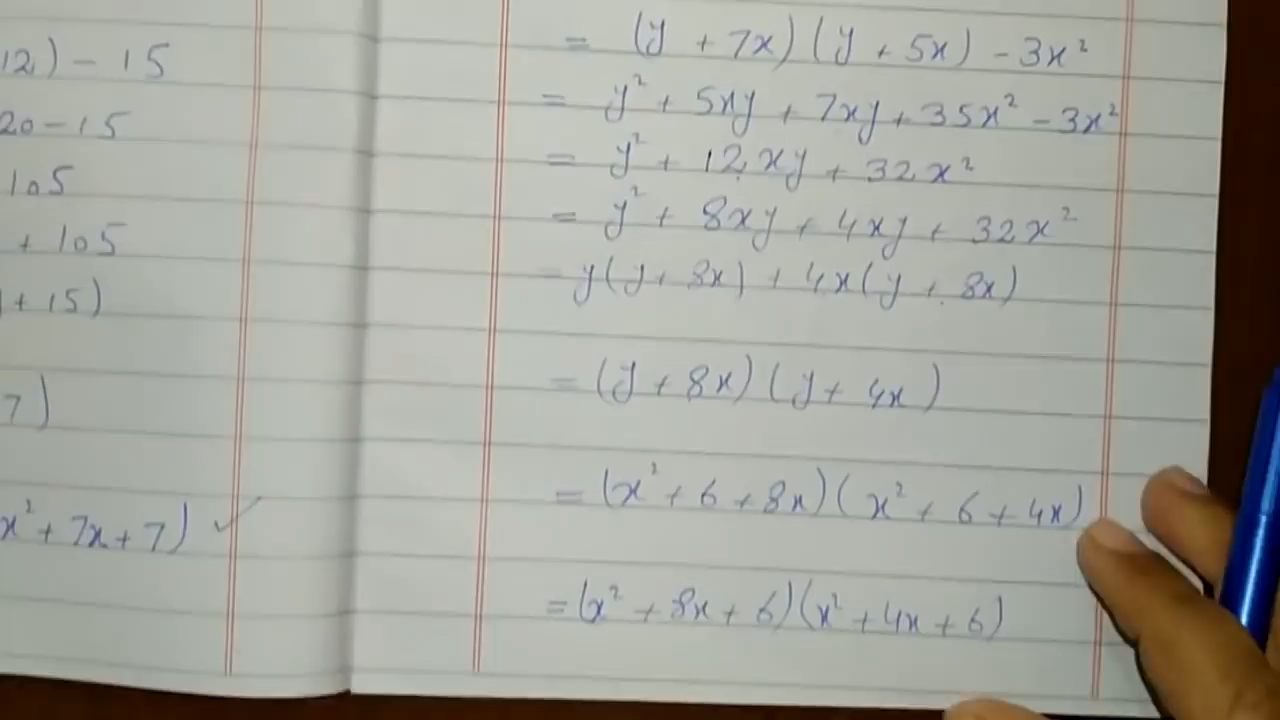 12) - 15
20 - 15
105
+ 105
+ 15)
7)
x² + 7x + 7) ✓
= (y + 7x) (y + 5x) - 3x²
= y² + 5xy + 7xy + 35x² - 3x²
= y² + 12xy + 32x²
= y² + 8xy + 4xy + 32x²
= y(y + 8x) + 4x(y + 8x)
= (y + 8x) (y + 4x)
= (x² + 6 + 8x) (x² + 6 + 4x)
= (x² + 8x + 6) (x² + 4x + 6)